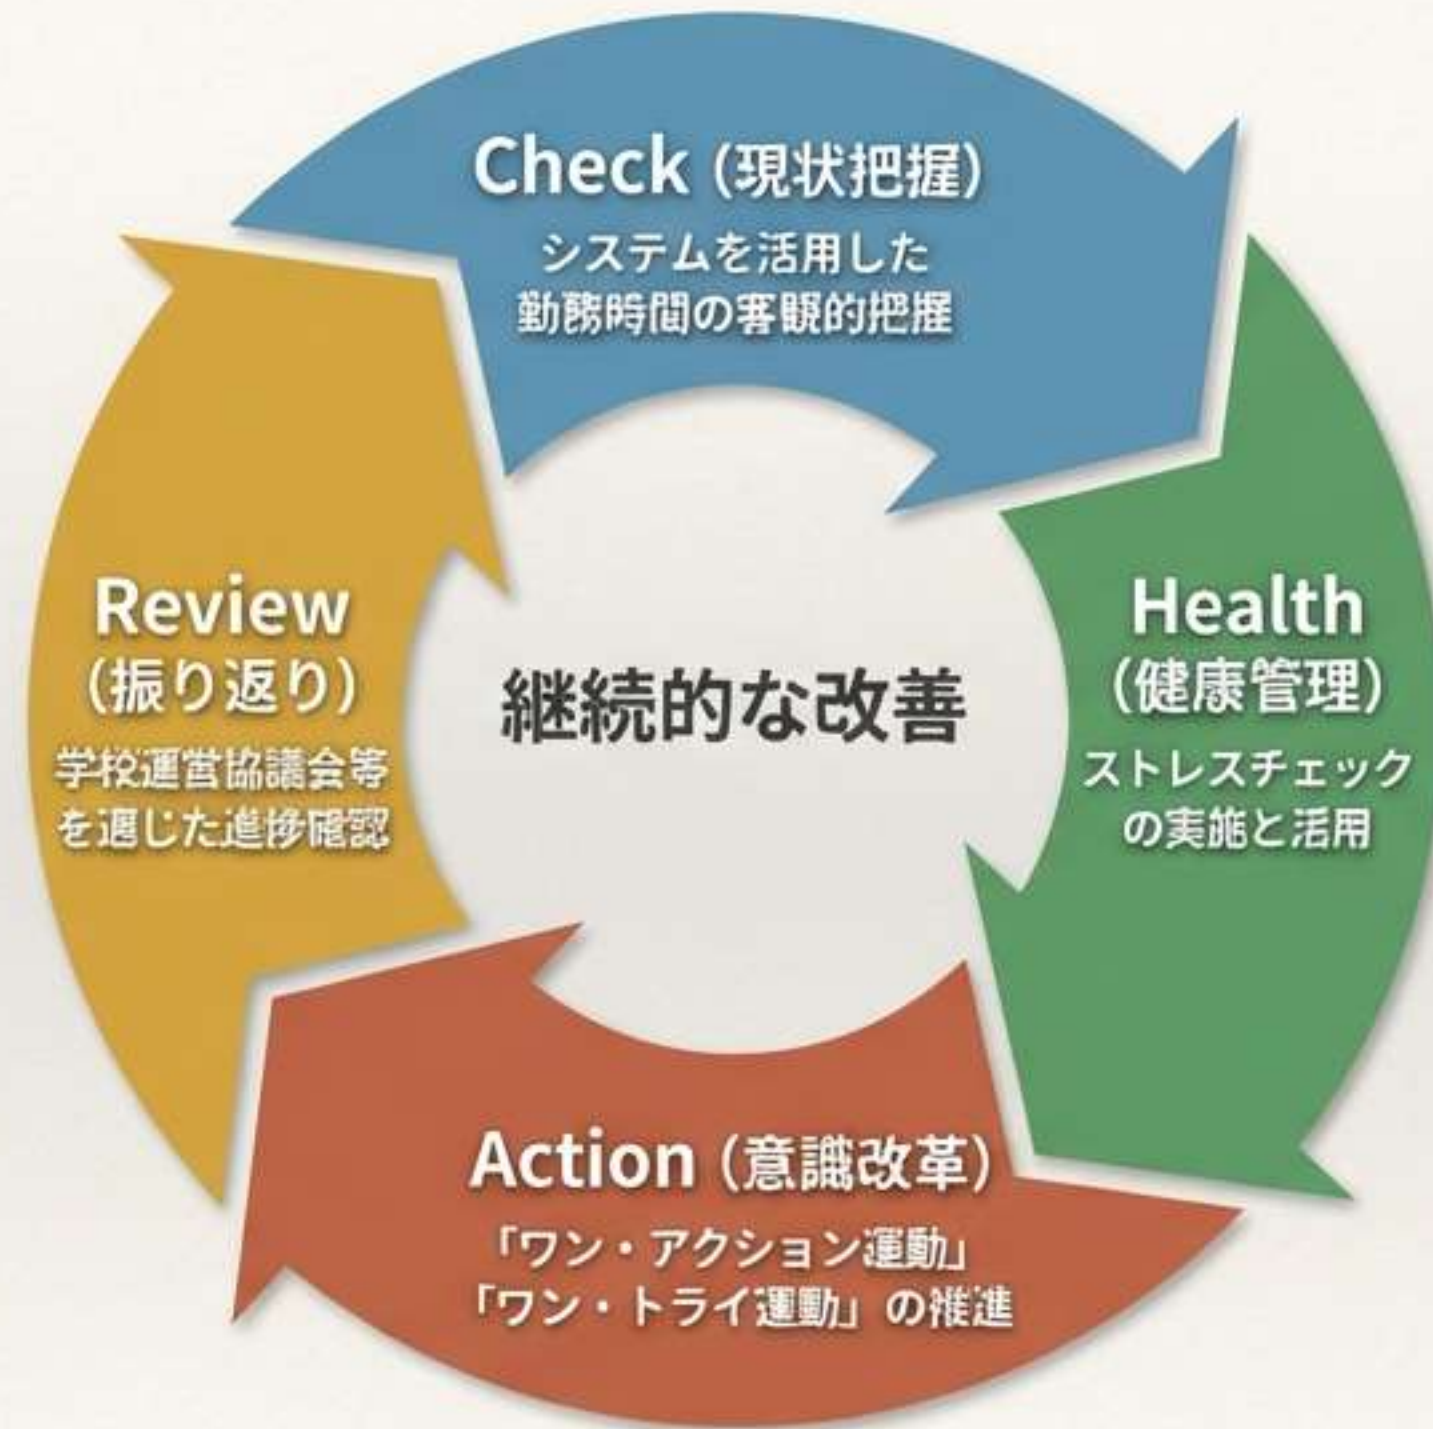 Check（現状把握）
システムを活用した
勤務時間の客観的把握
Health
（健康管理）
ストレスチェック
の実施と活用
Action（意識改革）
「ワン・アクション運動」
「ワン・トライ運動」の推進
Review
（振り返り）
学校運営協議会等
を通じた進捗確認
継続的な改善